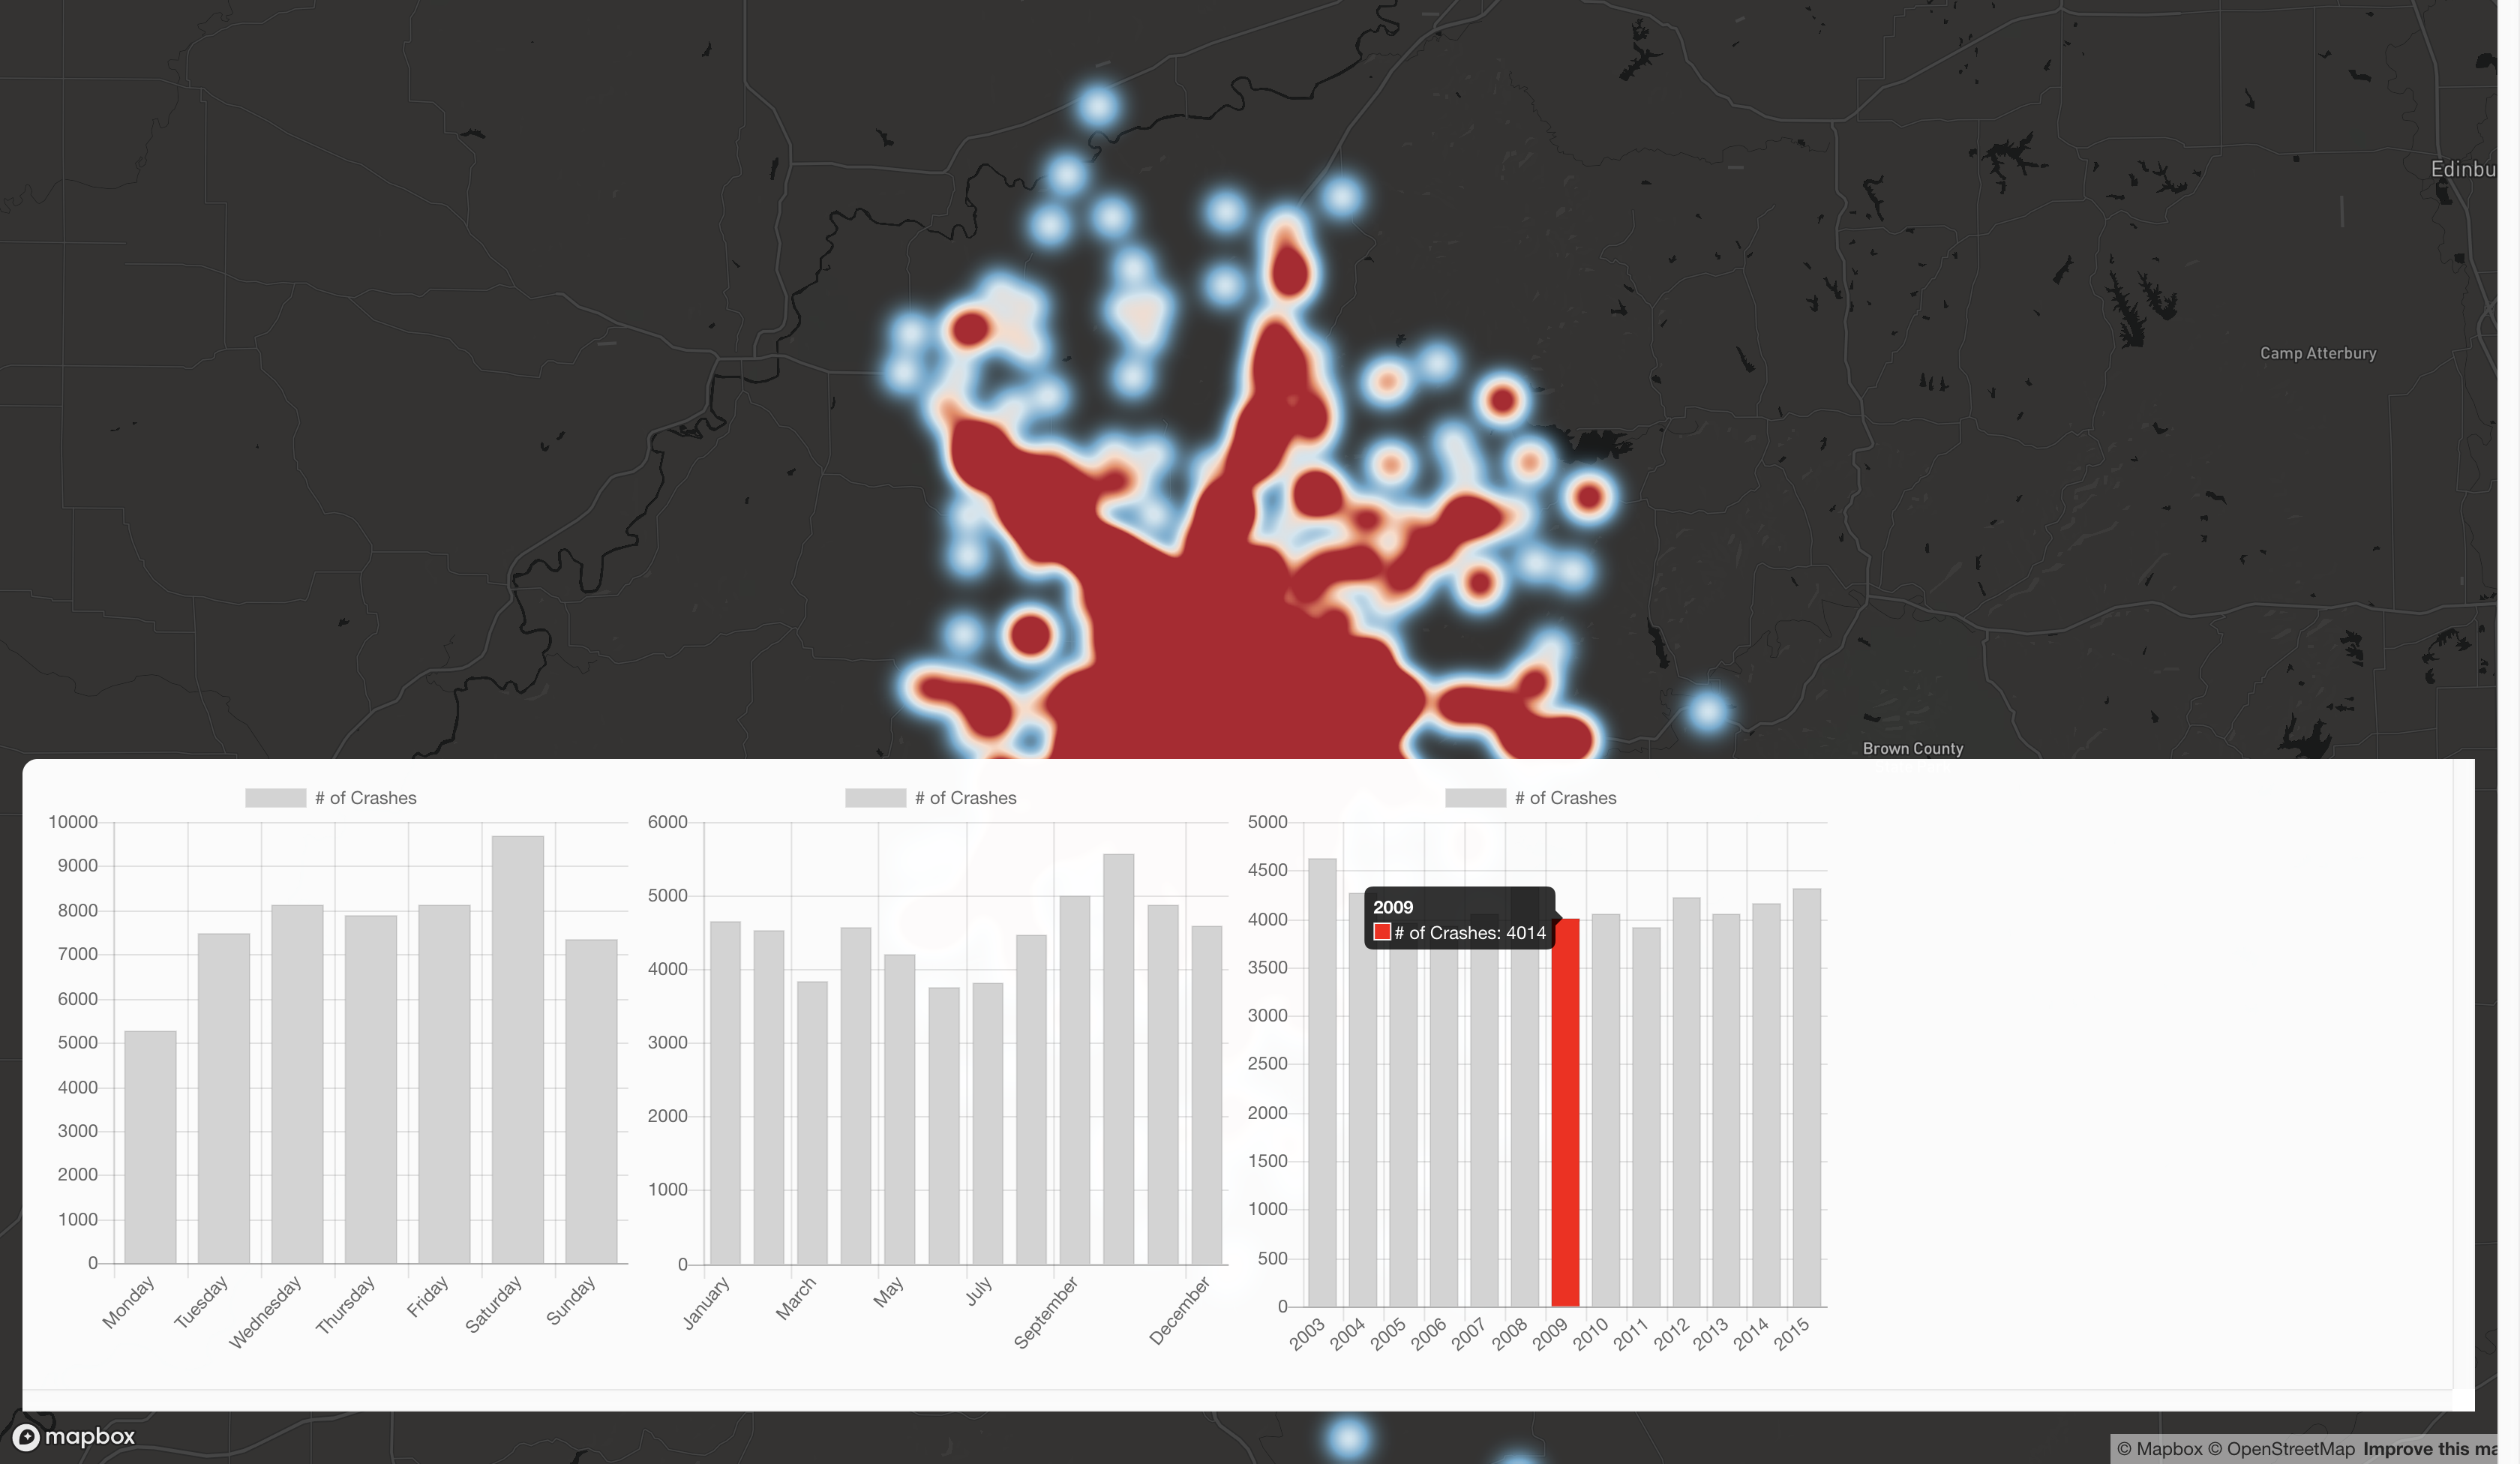 Edinbu
Camp Atterbury
Brown County
# of Crashes
10000
9000
8000
7000
6000
5000
4000
3000
2000
1000
0
Monday
Tuesday
Wednesday
Thursday
Friday
Saturday
Sunday
# of Crashes
6000
5000
4000
3000
2000
1000
0
January
March
May
July
September
December
# of Crashes
5000
4500
4000
3500
3000
2500
2000
1500
1000
500
0
2009
# of Crashes: 4014
2003
2004
2005
2006
2007
2008
2009
2010
2011
2012
2013
2014
2015
mapbox
© Mapbox © OpenStreetMap Improve this ma